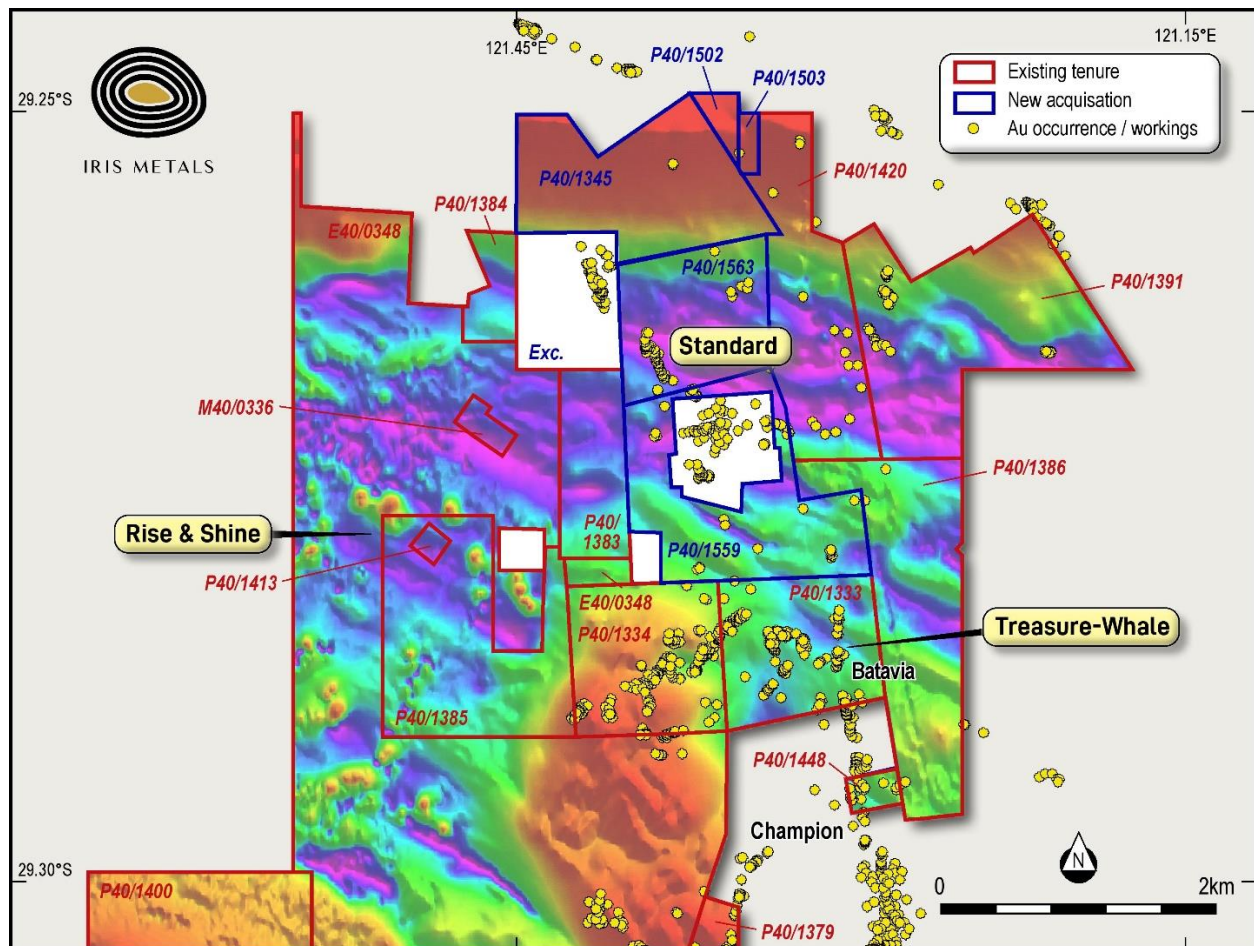 121.45°E
121.15°E
29.25°S
IRIS METALS
P40/1502
P40/1503
Existing tenure
New acquisation
Au occurrence / workings
P40/1345
P40/1420
P40/1384
E40/0348
P40/1563
P40/1391
Standard
Exc.
M40/0336
P40/1386
Rise & Shine
P40/
1383
P40/1559
P40/1413
E40/0348
P40/1333
P40/1334
Treasure-Whale
Batavia
P40/1385
P40/1448
Champion
N
29.30°S
P40/1400
0
2km
P40/1379